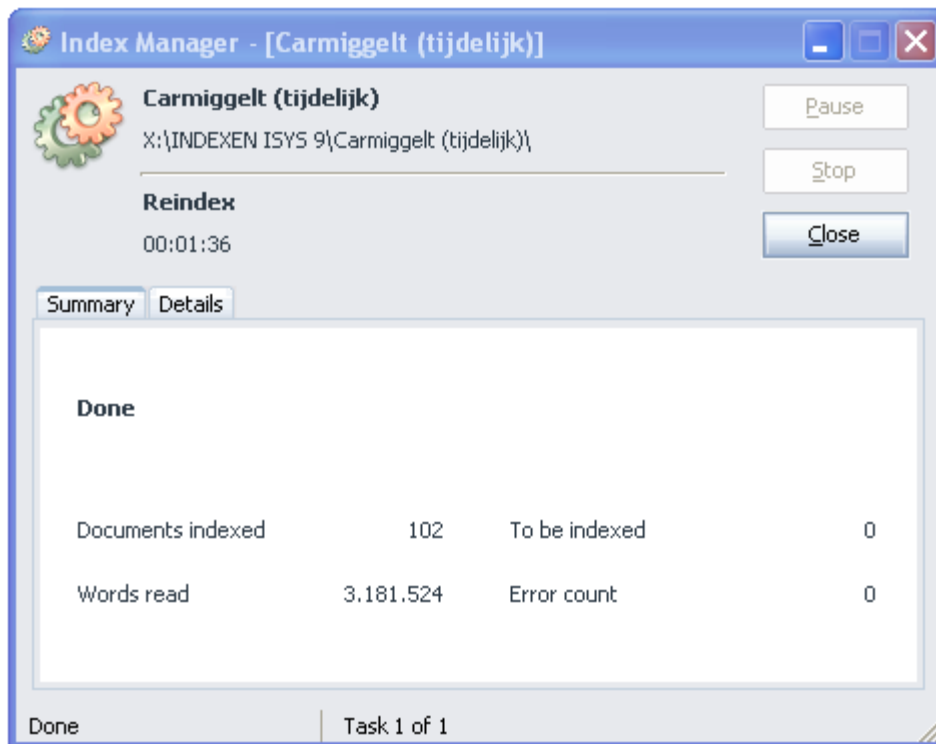 Index Manager - [Carmiggelt (tijdelijk)]
Carmiggelt (tijdelijk)
X:\INDEXEN ISYS 9\Carmiggelt (tijdelijk)\
Reindex
00:01:36
Pause
Stop
Close
Summary Details
Done
Documents indexed 102 To be indexed 0
Words read 3.181.524 Error count 0
Done Task 1 of 1